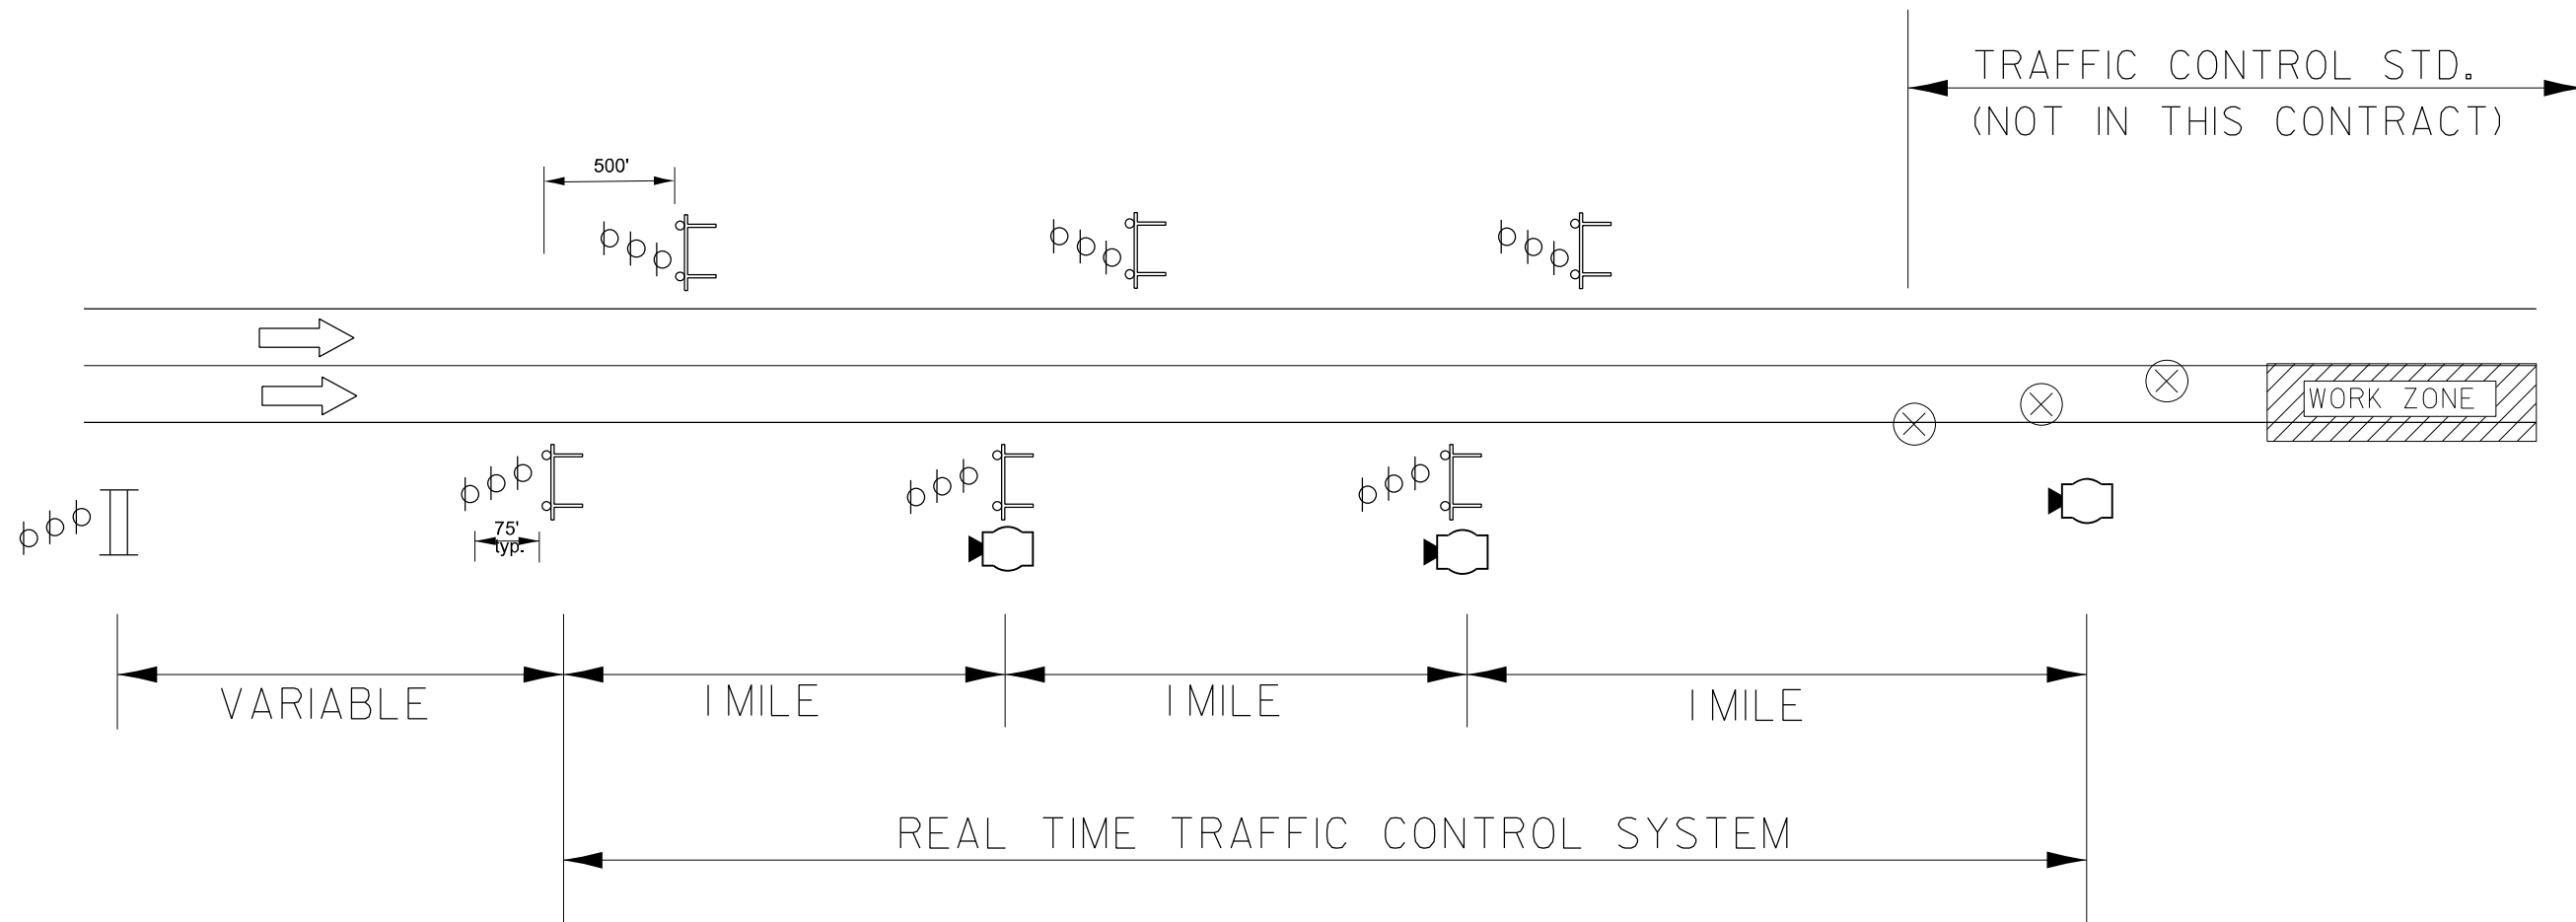 TRAFFIC CONTROL STD.
(NOT IN THIS CONTRACT)
500'
WORK ZONE
75'
typ.
VARIABLE
1 MILE
1 MILE
1 MILE
REAL TIME TRAFFIC CONTROL SYSTEM